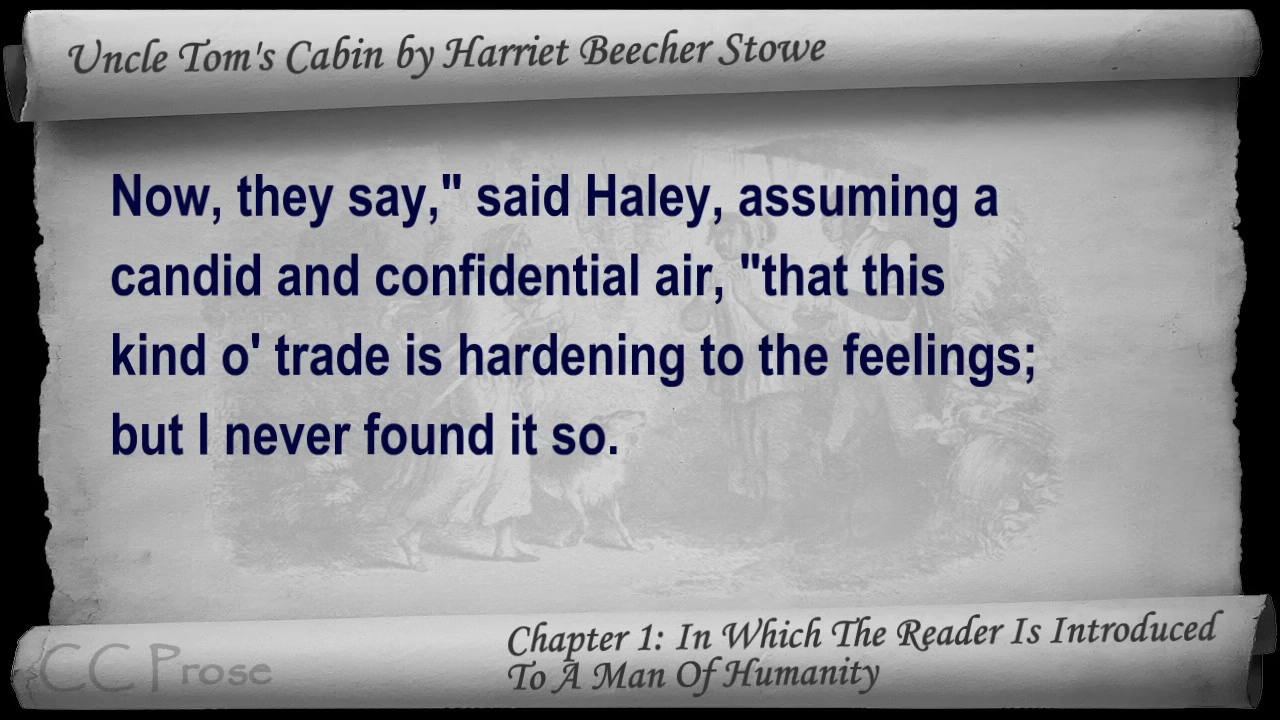 Uncle Tom's Cabin by Harriet Beecher Stowe
Now, they say," said Haley, assuming a
candid and confidential air, "that this
kind o' trade is hardening to the feelings;
but I never found it so.
Chapter 1: In Which The Reader Is Introduced
To A Man Of Humanity
CC Prose